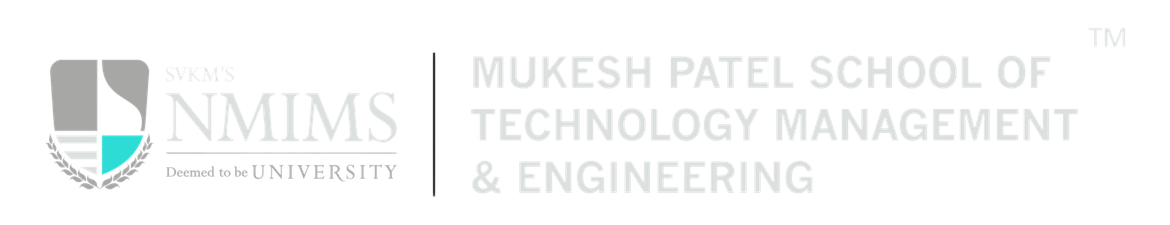 SVKM'S
NMIMS
Deemed to be UNIVERSITY
MUKESH PATEL SCHOOL OF
TECHNOLOGY MANAGEMENT
& ENGINEERING
TM